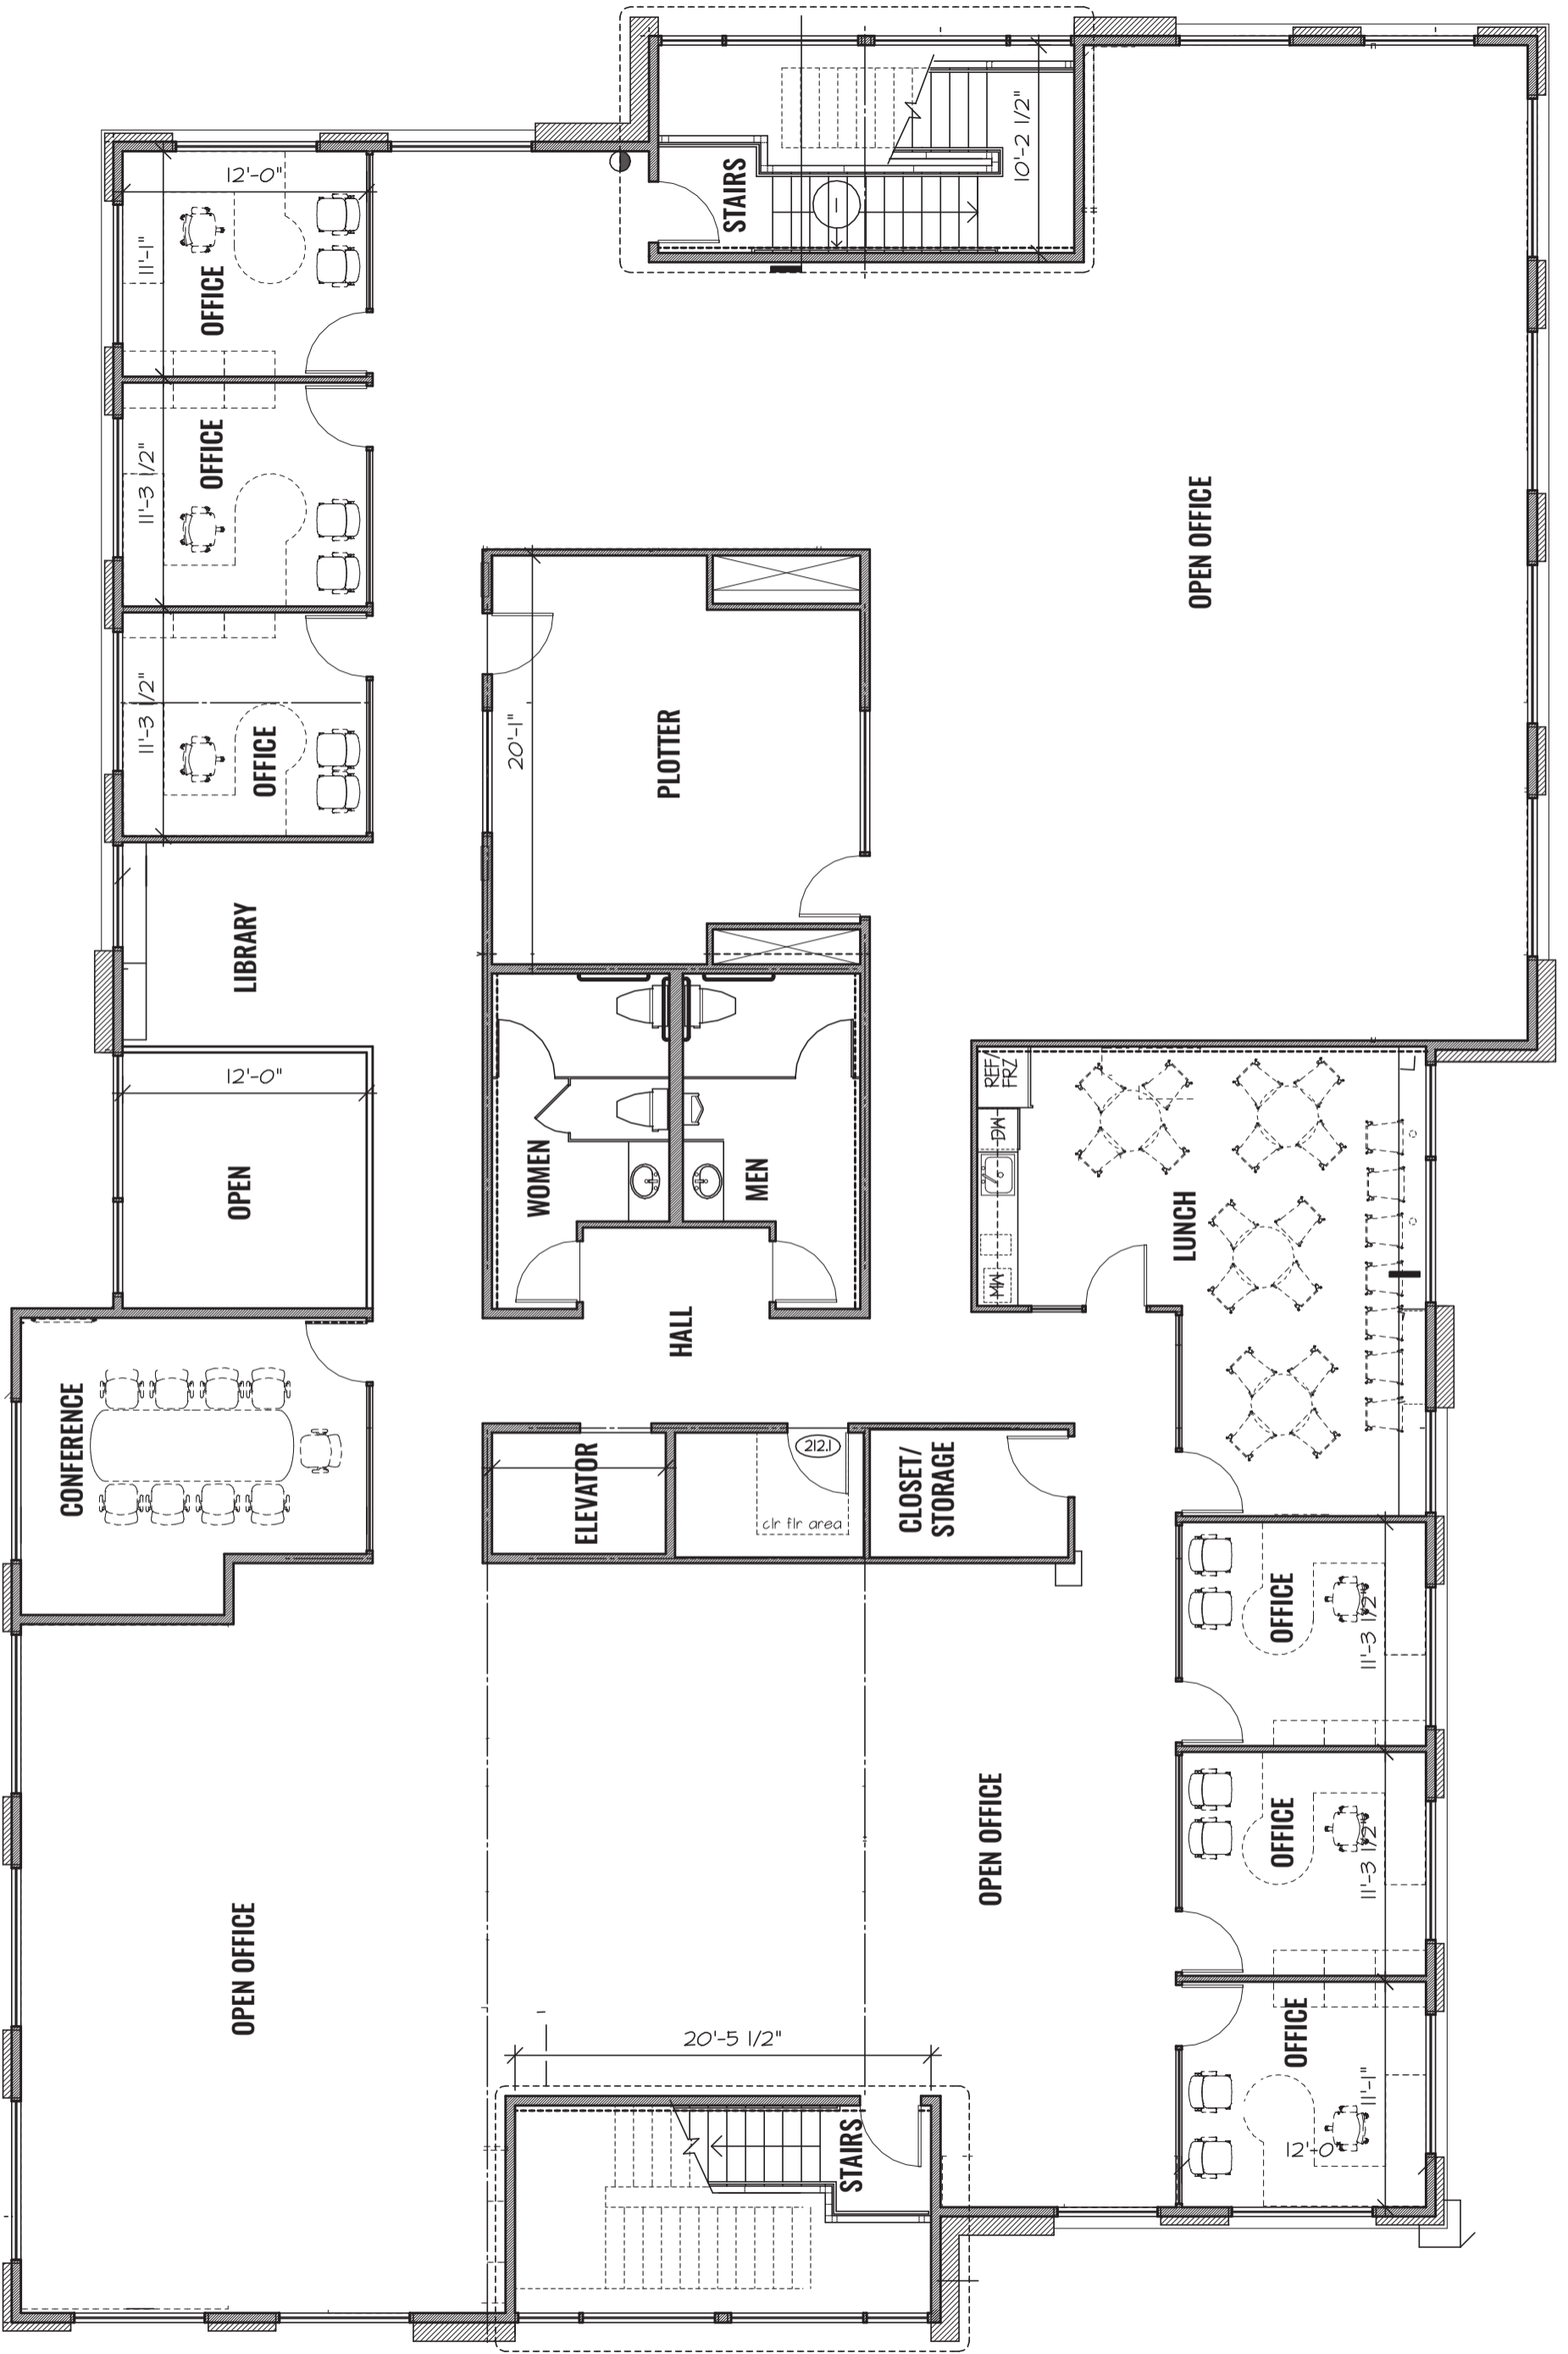 STAIRS
10'-2 1/2"
12'-0"
11'-1"
OFFICE
OFFICE
11'-3 1/2"
OFFICE
11'-3 1/2"
OPEN OFFICE
PLOTTER
20'-1"
LIBRARY
12'-0"
OPEN
WOMEN
MEN
REF/
FRZ
DW
MW
LUNCH
HALL
CONFERENCE
ELEVATOR
212.1
clr flr area
CLOSET/
STORAGE
OFFICE
11'-3 1/2"
OFFICE
11'-3 1/2"
OPEN OFFICE
OPEN OFFICE
OFFICE
11'-1"
12'-0"
20'-5 1/2"
STAIRS